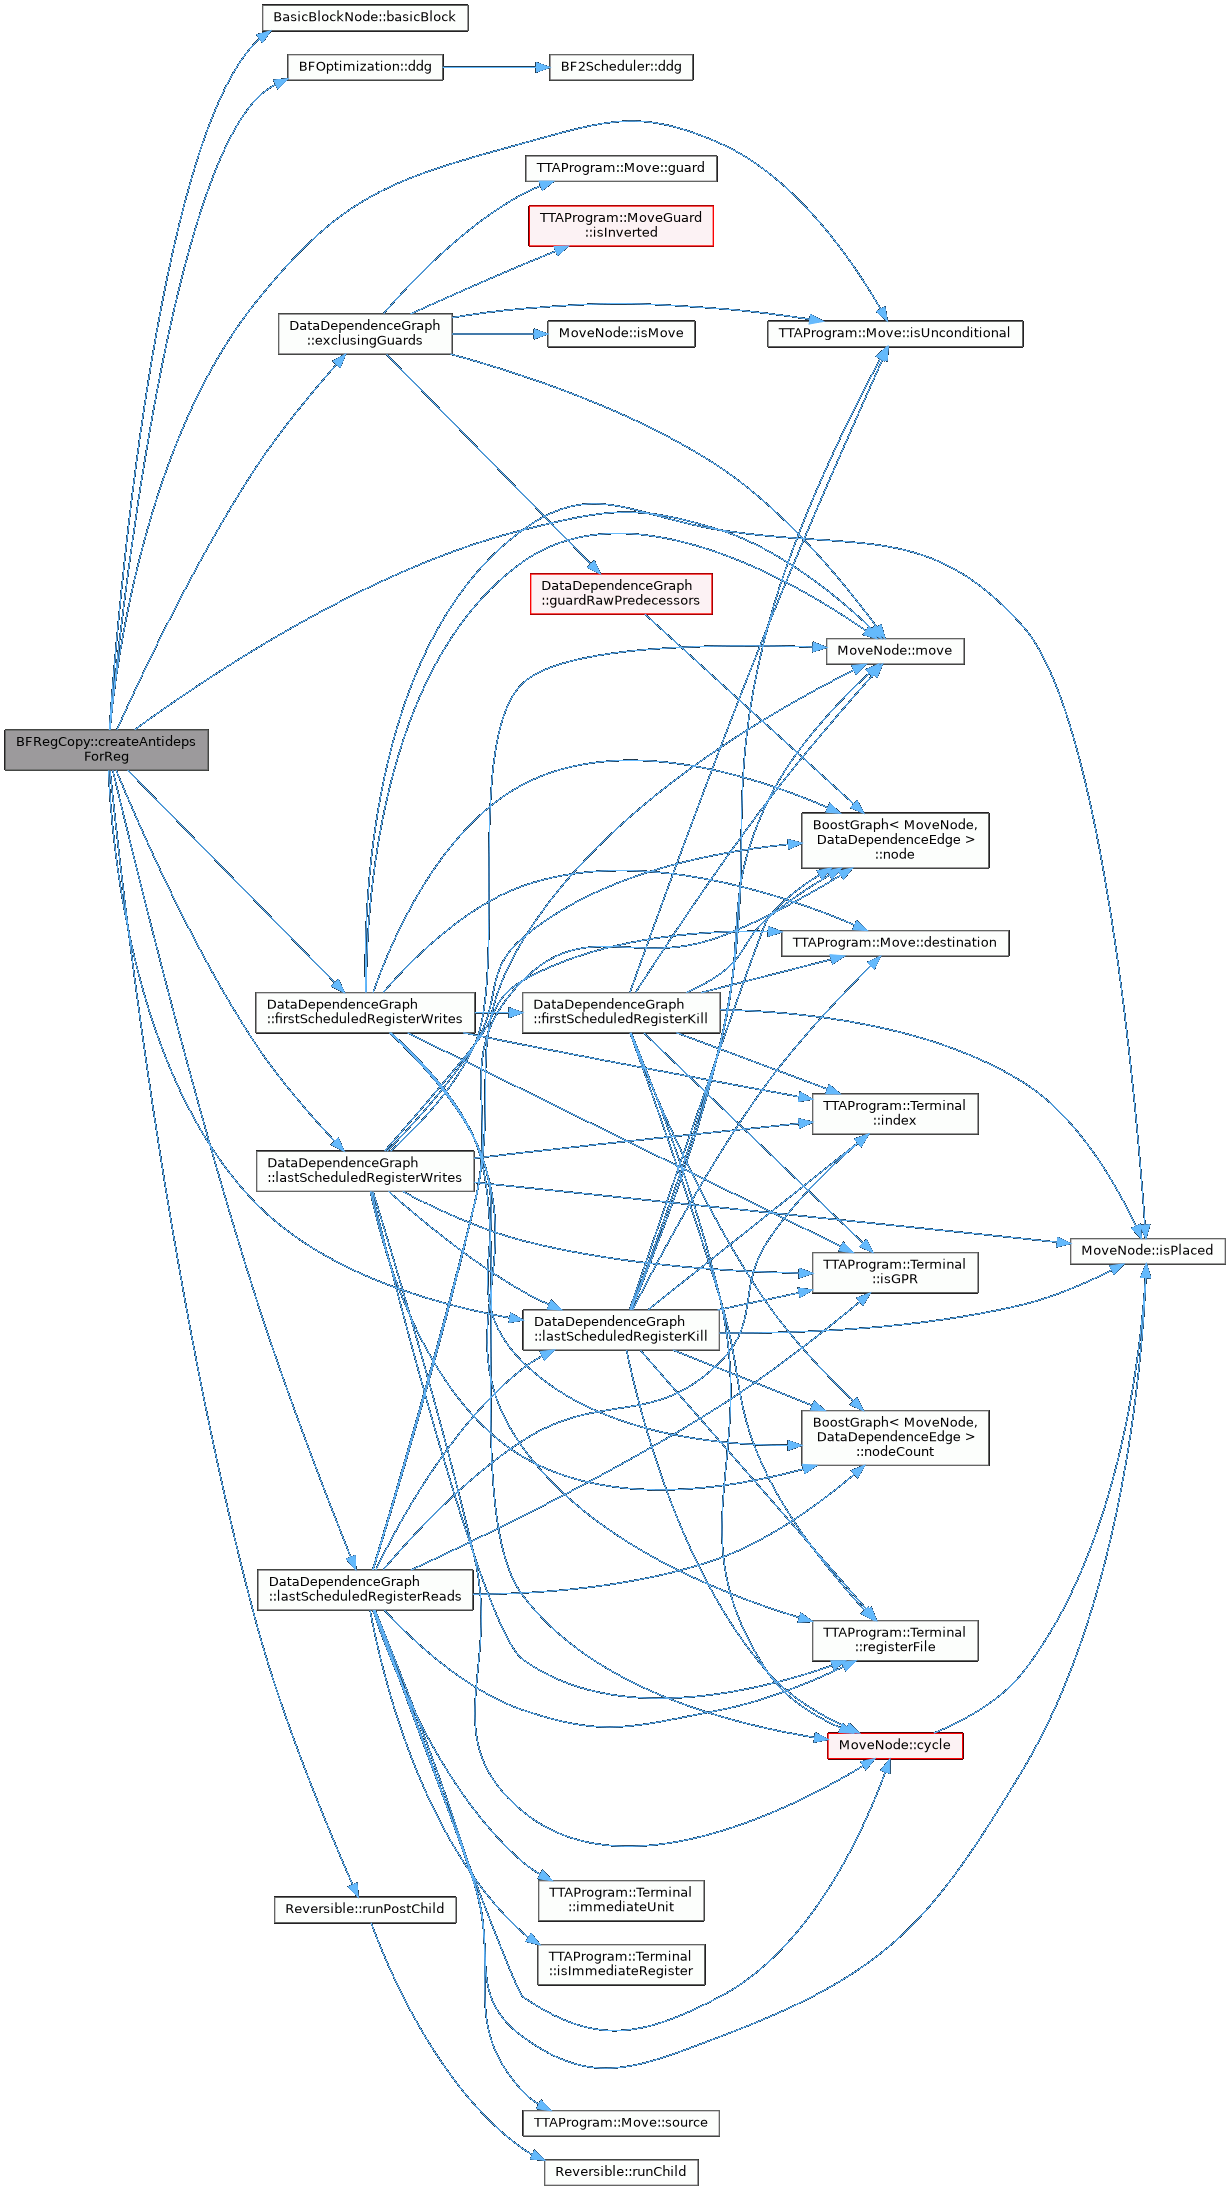 BasicBlockNode::basicBlock
BFOptimization::ddg
BF2Scheduler::ddg
TTAProgram::Move::guard
TTAProgram::MoveGuard
::isInverted
DataDependenceGraph
::exclusingGuards
MoveNode::isMove
TTAProgram::Move::isUnconditional
DataDependenceGraph
::guardRawPredecessors
MoveNode::move
BFRegCopy::createAntideps
ForReg
BoostGraph< MoveNode,
DataDependenceEdge >
::node
TTAProgram::Move::destination
DataDependenceGraph
::firstScheduledRegisterWrites
DataDependenceGraph
::firstScheduledRegisterKill
TTAProgram::Terminal
::index
DataDependenceGraph
::lastScheduledRegisterWrites
MoveNode::isPlaced
TTAProgram::Terminal
::isGPR
DataDependenceGraph
::lastScheduledRegisterKill
BoostGraph< MoveNode,
DataDependenceEdge >
::nodeCount
DataDependenceGraph
::lastScheduledRegisterReads
TTAProgram::Terminal
::registerFile
MoveNode::cycle
TTAProgram::Terminal
::immediateUnit
Reversible::runPostChild
TTAProgram::Terminal
::isImmediateRegister
TTAProgram::Move::source
Reversible::runChild